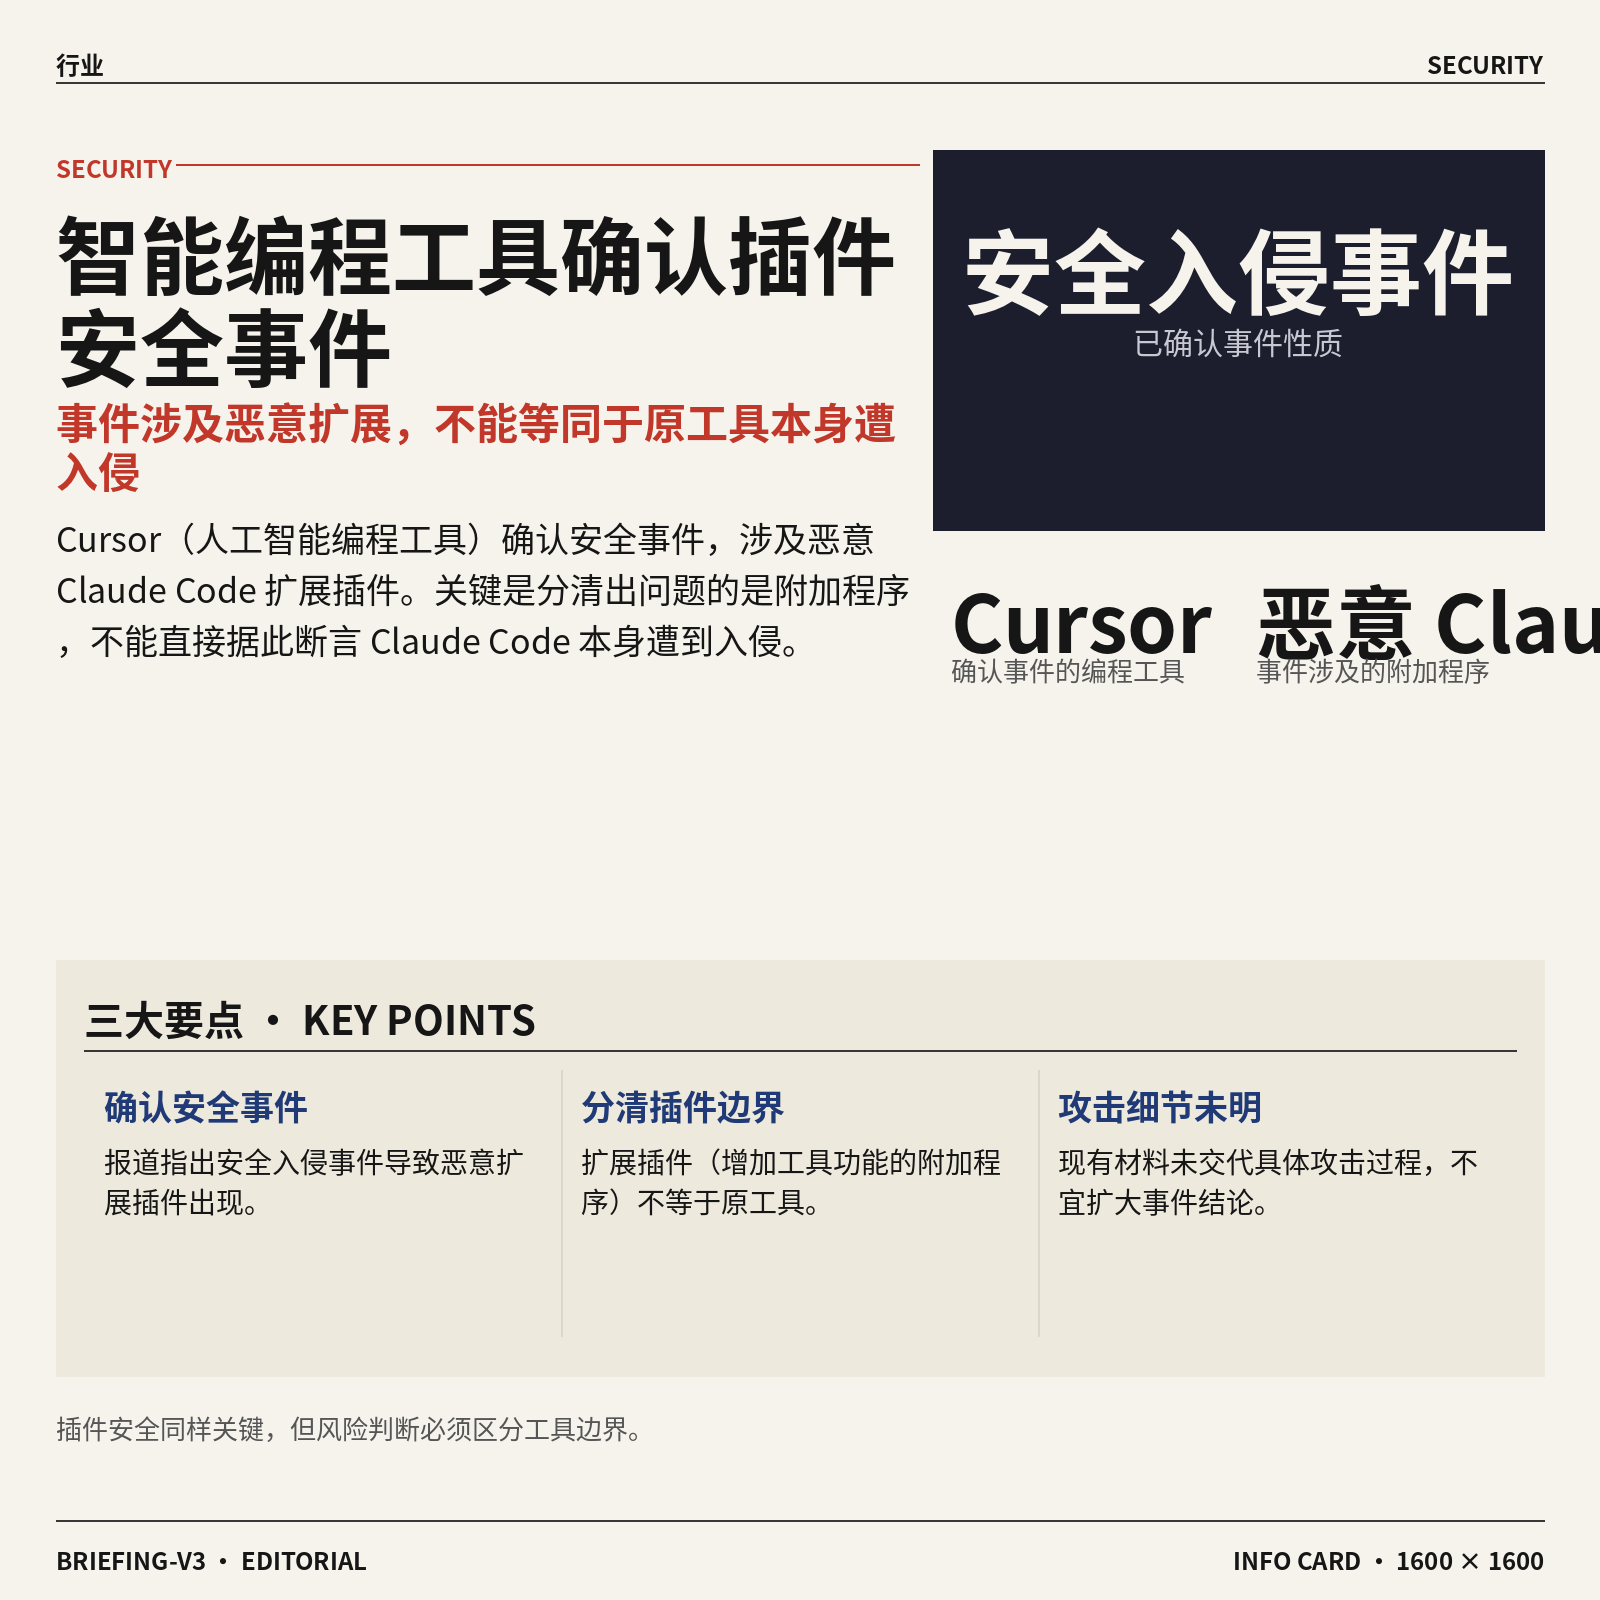 行业
SECURITY
SECURITY
智能编程工具确认插件
安全事件
事件涉及恶意扩展，不能等同于原工具本身遭
入侵
Cursor（人工智能编程工具）确认安全事件，涉及恶意
Claude Code 扩展插件。关键是分清出问题的是附加程序
，不能直接据此断言 Claude Code 本身遭到入侵。
安全入侵事件
已确认事件性质
Cursor
确认事件的编程工具
恶意 Clau
事件涉及的附加程序
三大要点 · KEY POINTS
确认安全事件
报道指出安全入侵事件导致恶意扩
展插件出现。
分清插件边界
扩展插件（增加工具功能的附加程
序）不等于原工具。
攻击细节未明
现有材料未交代具体攻击过程，不
宜扩大事件结论。
插件安全同样关键，但风险判断必须区分工具边界。
BRIEFING-V3 · EDITORIAL
INFO CARD · 1600 × 1600